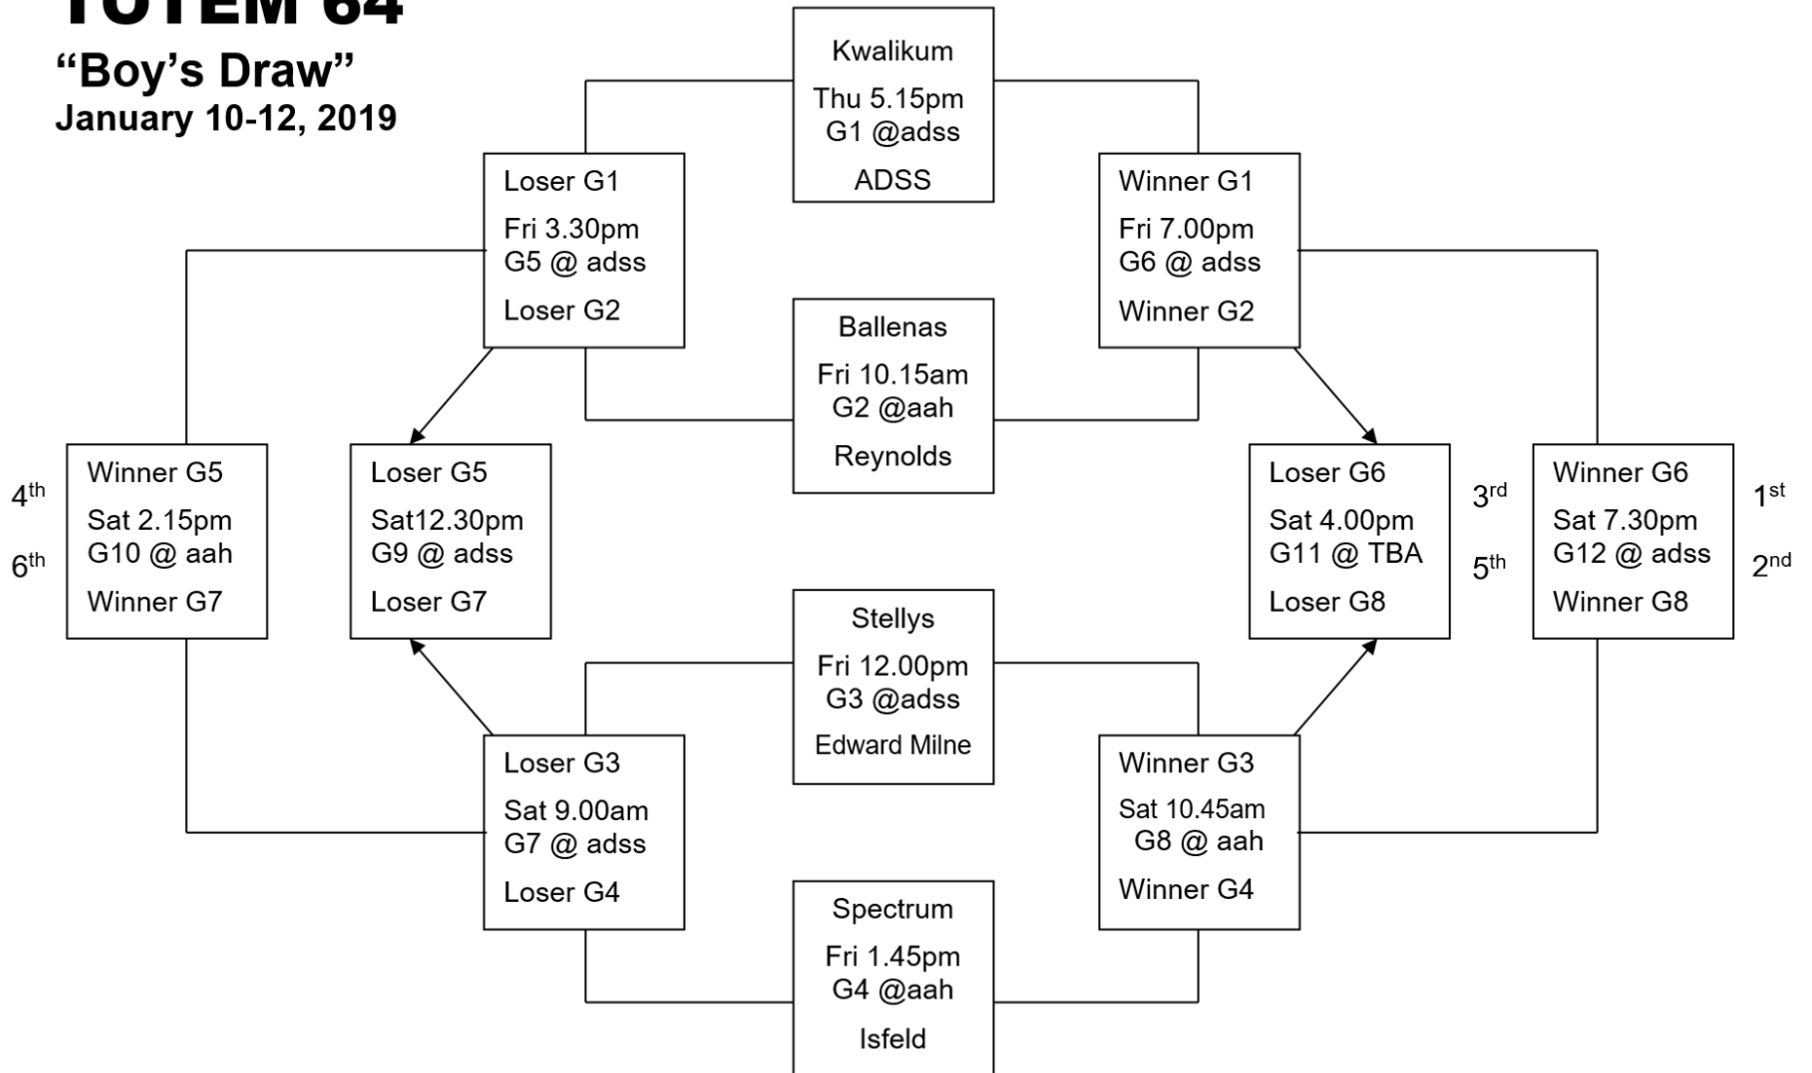 TOTEM 64
“Boy’s Draw”
January 10-12, 2019
Kwalikum
Thu 5.15pm
G1 @adss
ADSS
Loser G1
Fri 3.30pm
G5 @ adss
Loser G2
Winner G1
Fri 7.00pm
G6 @ adss
Winner G2
Ballenas
Fri 10.15am
G2 @aah
Reynolds
4th
6th
Winner G5
Sat 2.15pm
G10 @ aah
Winner G7
Loser G5
Sat12.30pm
G9 @ adss
Loser G7
Loser G6
Sat 4.00pm
G11 @ TBA
Loser G8
3rd
5th
Winner G6
Sat 7.30pm
G12 @ adss
Winner G8
1st
2nd
Stellys
Fri 12.00pm
G3 @adss
Edward Milne
Loser G3
Sat 9.00am
G7 @ adss
Loser G4
Winner G3
Sat 10.45am
G8 @ aah
Winner G4
Spectrum
Fri 1.45pm
G4 @aah
Isfeld